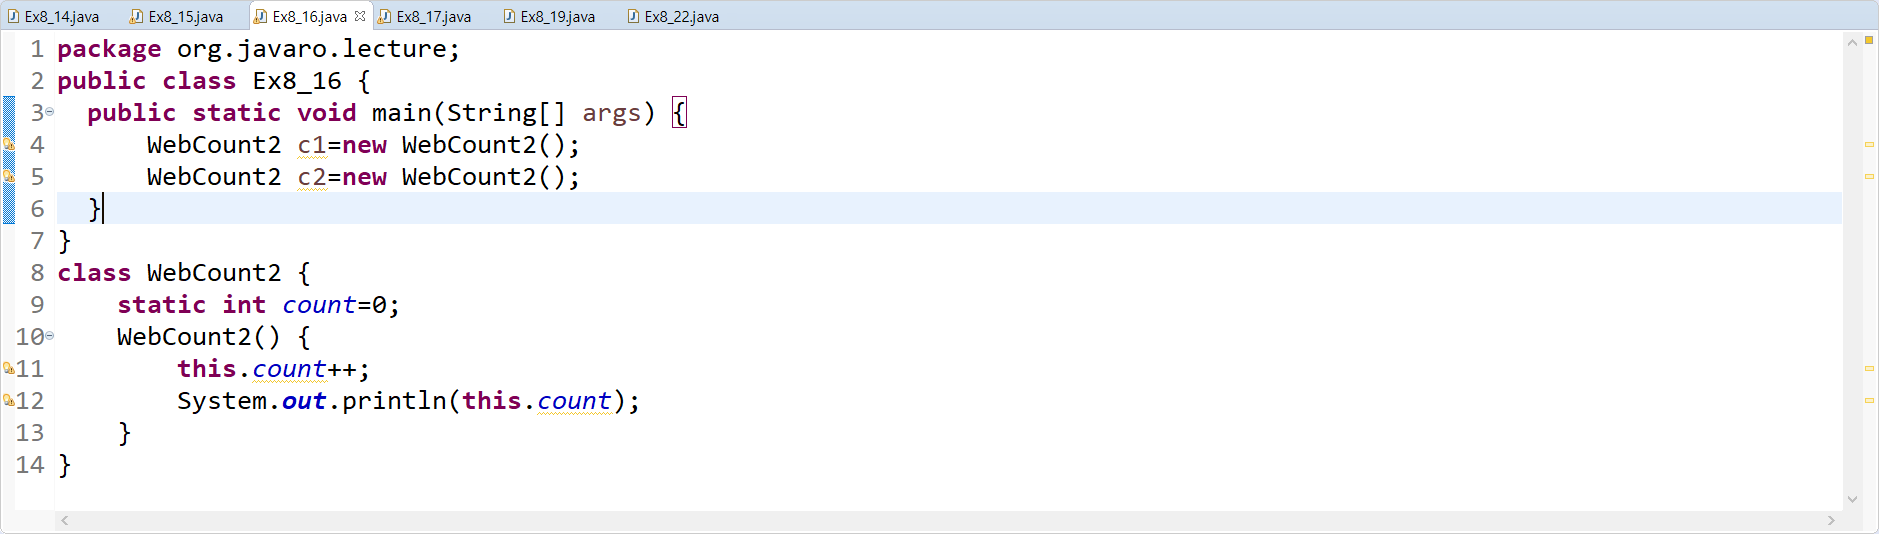 Ex8_14.java Ex8_15.java Ex8_16.java Ex8_17.java Ex8_19.java Ex8_22.java
1 package org.javaro.lecture;
2 public class Ex8_16 {
3 public static void main(String[] args) {
4 WebCount2 c1=new WebCount2();
5 WebCount2 c2=new WebCount2();
6 }
7 }
8 class WebCount2 {
9 static int count=0;
10 WebCount2() {
11 this.count++;
12 System.out.println(this.count);
13 }
14 }